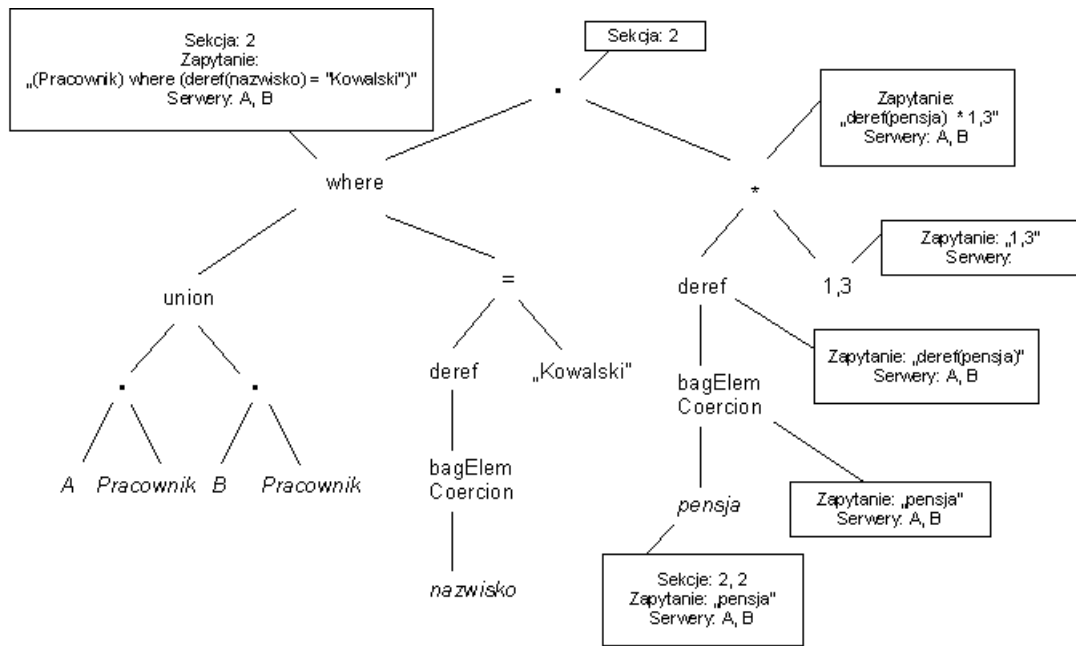 Sekcja: 2
Zapytanie:
„(Pracownik) where (deref(nazwisko) = "Kowalski")"
Serwery: A, B
Sekcja: 2
Zapytanie:
„deref(pensja) * 1,3"
Serwery: A, B
where
*
Zapytanie: „1,3"
Serwery:
union
=
deref
1,3
deref
„Kowalski"
Zapytanie: „deref(pensja)"
Serwery: A, B
bagElem
Coercion
A Pracownik B Pracownik
bagElem
Coercion
pensja
Zapytanie: „pensja"
Serwery: A, B
nazwisko
Sekcje: 2, 2
Zapytanie: „pensja"
Serwery: A, B